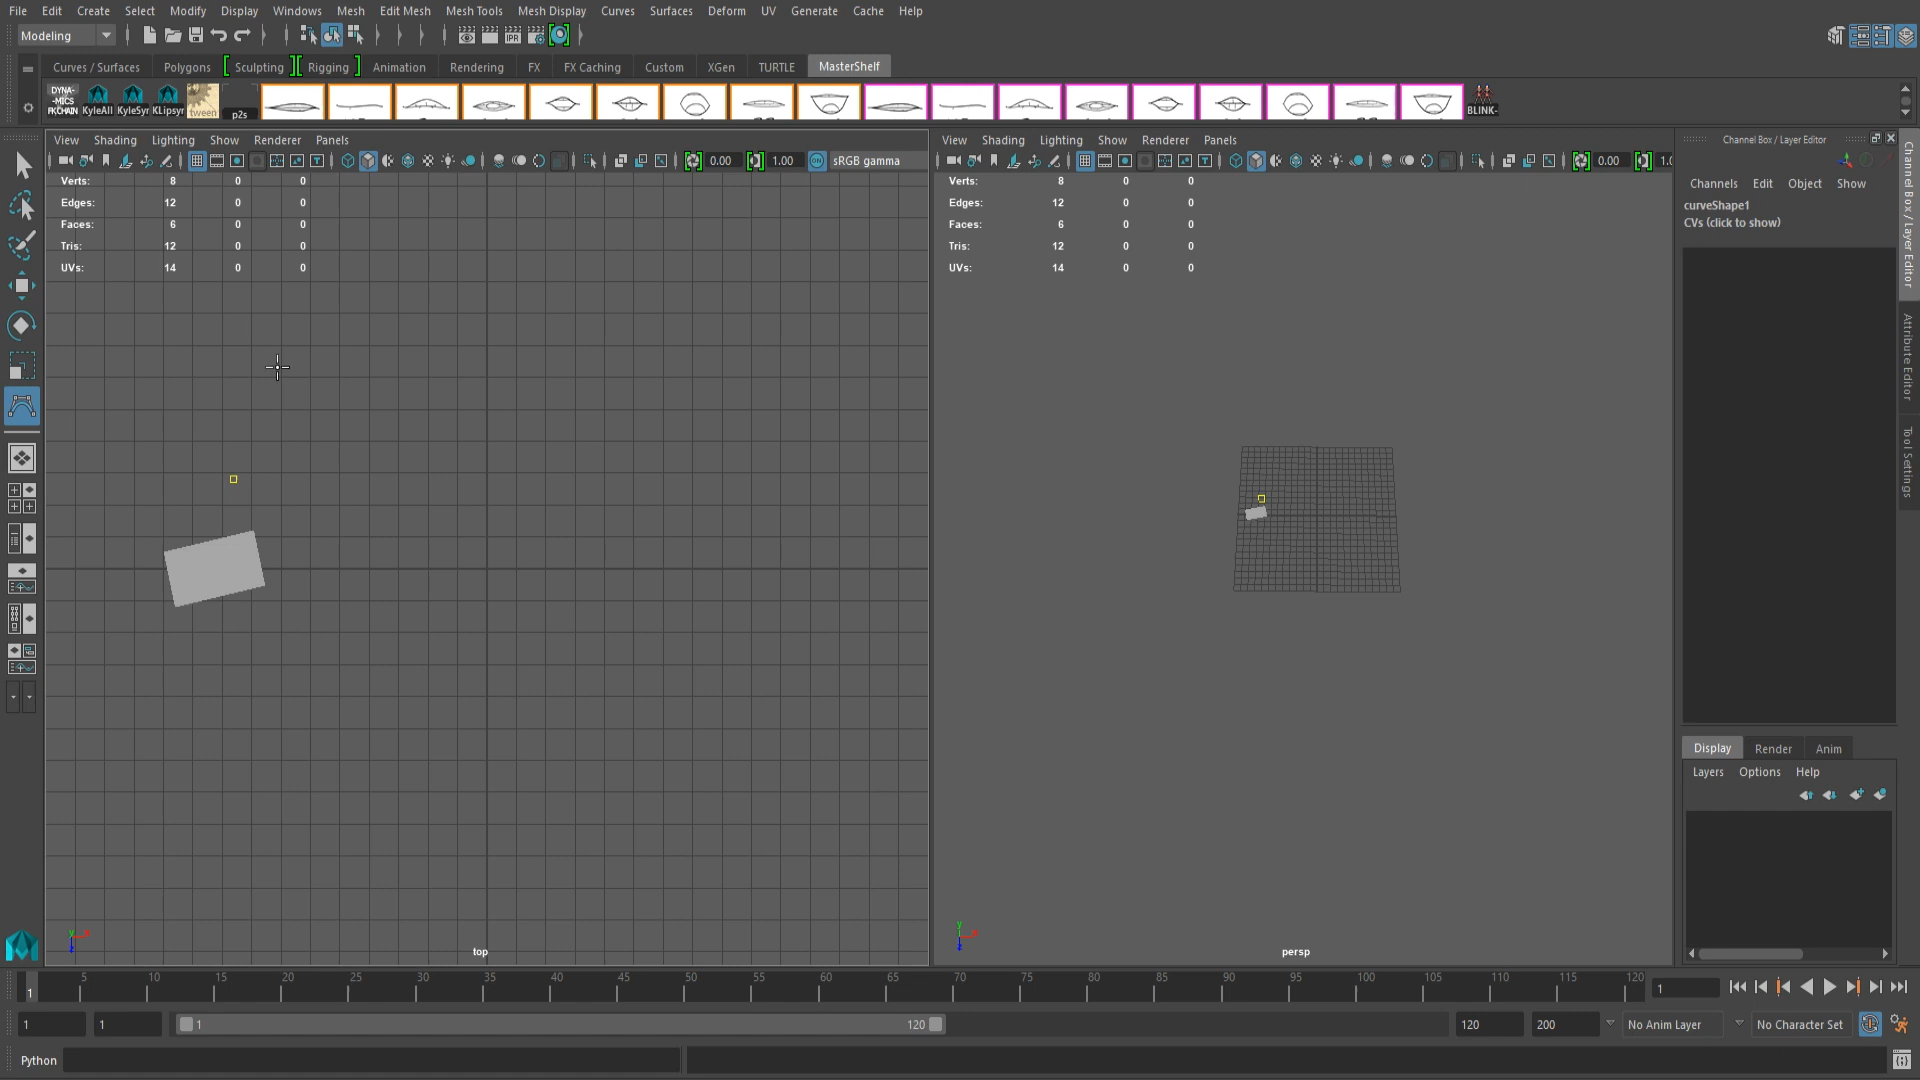 File Edit Create Select Modify Display Windows Mesh Edit Mesh Mesh Tools Mesh Display Curves Surfaces Deform UV Generate Cache Help
Modeling
IPR
Curves / Surfaces Polygons Sculpting Rigging Animation Rendering FX FX Caching Custom XGen TURTLE MasterShelf
DYNA-
-MICS
FKCHAIN KyleAll KyleSyr KLipsyr tween p2s BLINK-
View Shading Lighting Show Renderer Panels
0.00 1.00 ON sRGB gamma
Verts: 8 0 0
Edges: 12 0 0
Faces: 6 0 0
Tris: 12 0 0
UVs: 14 0 0
y x z
top
View Shading Lighting Show Renderer Panels
0.00 1.0
Verts: 8 0 0
Edges: 12 0 0
Faces: 6 0 0
Tris: 12 0 0
UVs: 14 0 0
y x z
persp
Channel Box / Layer Editor
Channels Edit Object Show
curveShape1
CVs (click to show)
Display Render Anim
Layers Options Help
Channel Box / Layer Editor
Attribute Editor
Tool Settings
5 10 15 20 25 30 35 40 45 50 55 60 65 70 75 80 85 90 95 100 105 110 115 120
1 1
1 1 1 120 120 200 No Anim Layer No Character Set
Python